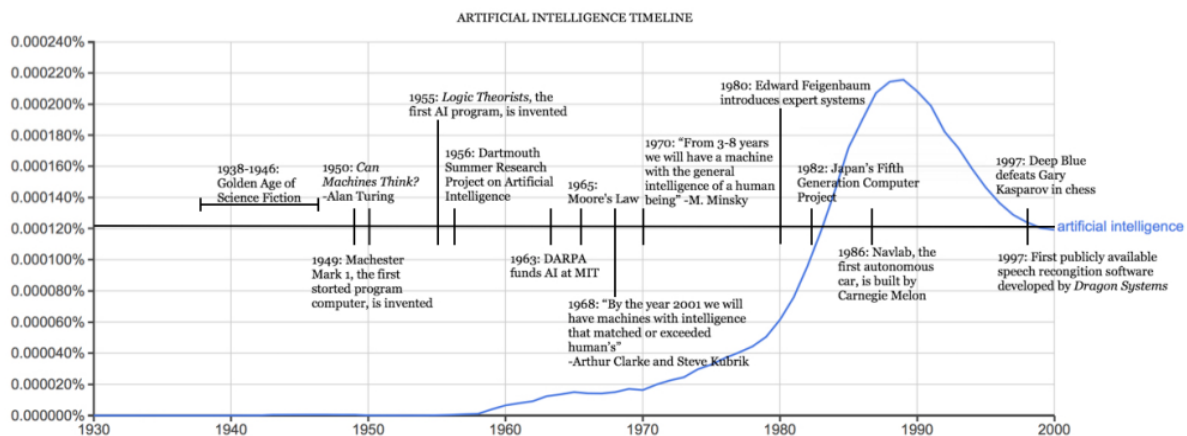 ARTIFICIAL INTELLIGENCE TIMELINE
0.000240%
0.000220%
0.000200%
0.000180%
0.000160%
0.000140%
0.000120%
0.000100%
0.000080%
0.000060%
0.000040%
0.000020%
0.000000%
1938-1946:
Golden Age of
Science Fiction
1949: Machester
Mark 1, the first
storted program
computer, is invented
1950: Can
Machines Think?
-Alan Turing
1955: Logic Theorists, the
first AI program, is invented
1956: Dartmouth
Summer Research
Project on Artificial
Intelligence
1963: DARPA
funds AI at MIT
1965:
Moore's Law
1968: "By the year 2001 we will
have machines with intelligence
that matched or exceeded
human's"
-Arthur Clarke and Steve Kubrik
1970: "From 3-8 years
we will have a machine
with the general
intelligence of a human
being" -M. Minsky
1980: Edward Feigenbaum
introduces expert systems
1982: Japan's Fifth
Generation Computer
Project
1986: Navlab, the
first autonomous
car, is built by
Carnegie Melon
1997: Deep Blue
defeats Gary
Kasparov in chess
artificial intelligence
1997: First publicly available
speech recongition software
developed by Dragon Systems
1930
1940
1950
1960
1970
1980
1990
2000